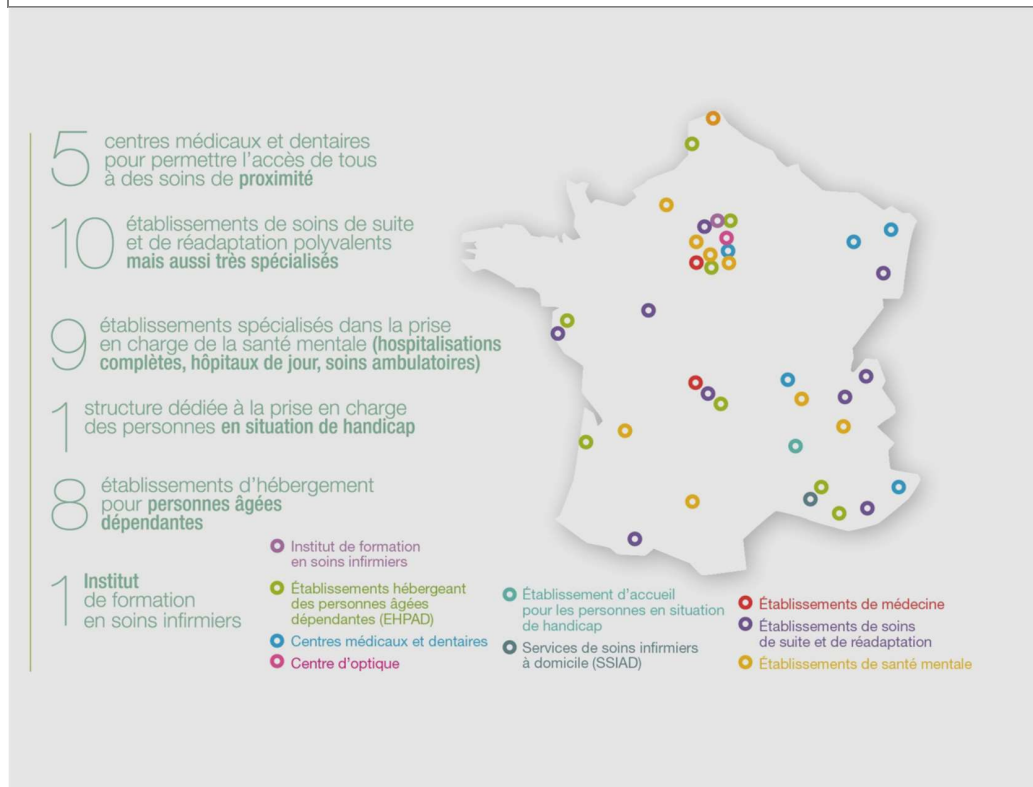 5 centres médicaux et dentaires
pour permettre l'accès de tous
à des soins de proximité
10 établissements de soins de suite
et de réadaptation polyvalents
mais aussi très spécialisés
9 établissements spécialisés dans la prise
en charge de la santé mentale (hospitalisations
complètes, hôpitaux de jour, soins ambulatoires)
1 structure dédiée à la prise en charge
des personnes en situation de handicap
8 établissements d'hébergement
pour personnes âgées
dépendantes
1 Institut
de formation
en soins infirmiers
Institut de formation
en soins infirmiers
Établissements hébergeant
des personnes âgées
dépendantes (EHPAD)
Centres médicaux et dentaires
Centre d'optique
Établissement d'accueil
pour les personnes en situation
de handicap
Services de soins infirmiers
à domicile (SSIAD)
Établissements de médecine
Établissements de soins
de suite et de réadaptation
Établissements de santé mentale